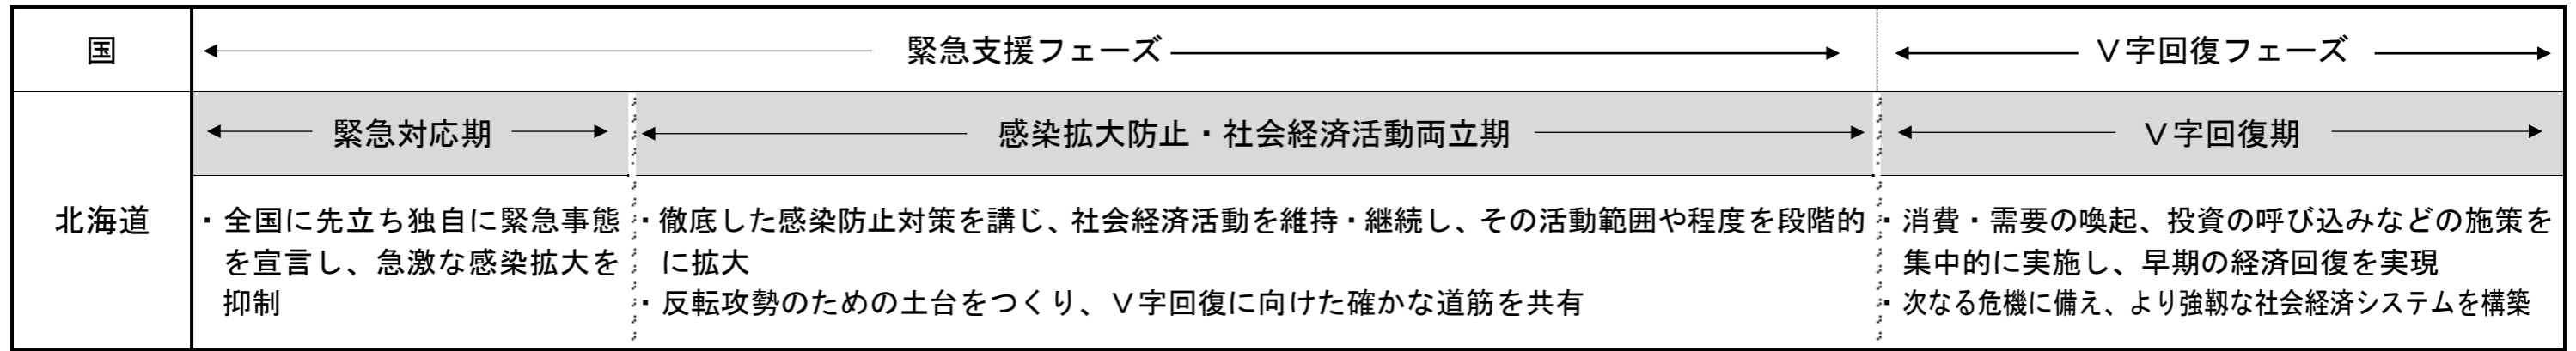 国
緊急支援フェーズ
Ⅴ字回復フェーズ
緊急対応期
感染拡大防止・社会経済活動両立期
Ⅴ字回復期
北海道
・全国に先立ち独自に緊急事態
を宣言し、急激な感染拡大を
抑制
・徹底した感染防止対策を講じ、社会経済活動を維持・継続し、その活動範囲や程度を段階的
に拡大
・反転攻勢のための土台をつくり、Ⅴ字回復に向けた確かな道筋を共有
・消費・需要の喚起、投資の呼び込みなどの施策を
集中的に実施し、早期の経済回復を実現
・次なる危機に備え、より強靱な社会経済システムを構築